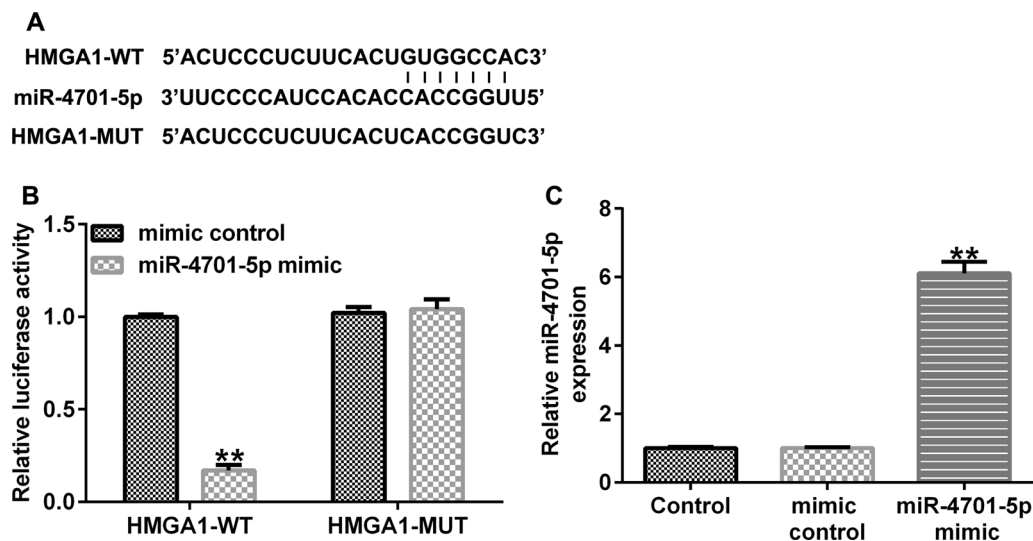 A
HMGA1-WT 5’ACUCCCUCUUCACUGUGGCCAC3’
miR-4701-5p 3’UUCCCCAUCCACACCACCGGUU5’
HMGA1-MUT 5’ACUCCCUCUUCACUCACCGGUC3’
B
Relative luciferase activity
1.5
1.0
0.5
0.0
mimic control
miR-4701-5p mimic
**
HMGA1-WT HMGA1-MUT
C
Relative miR-4701-5p
expression
8
6
4
2
0
**
Control mimic miR-4701-5p
control mimic